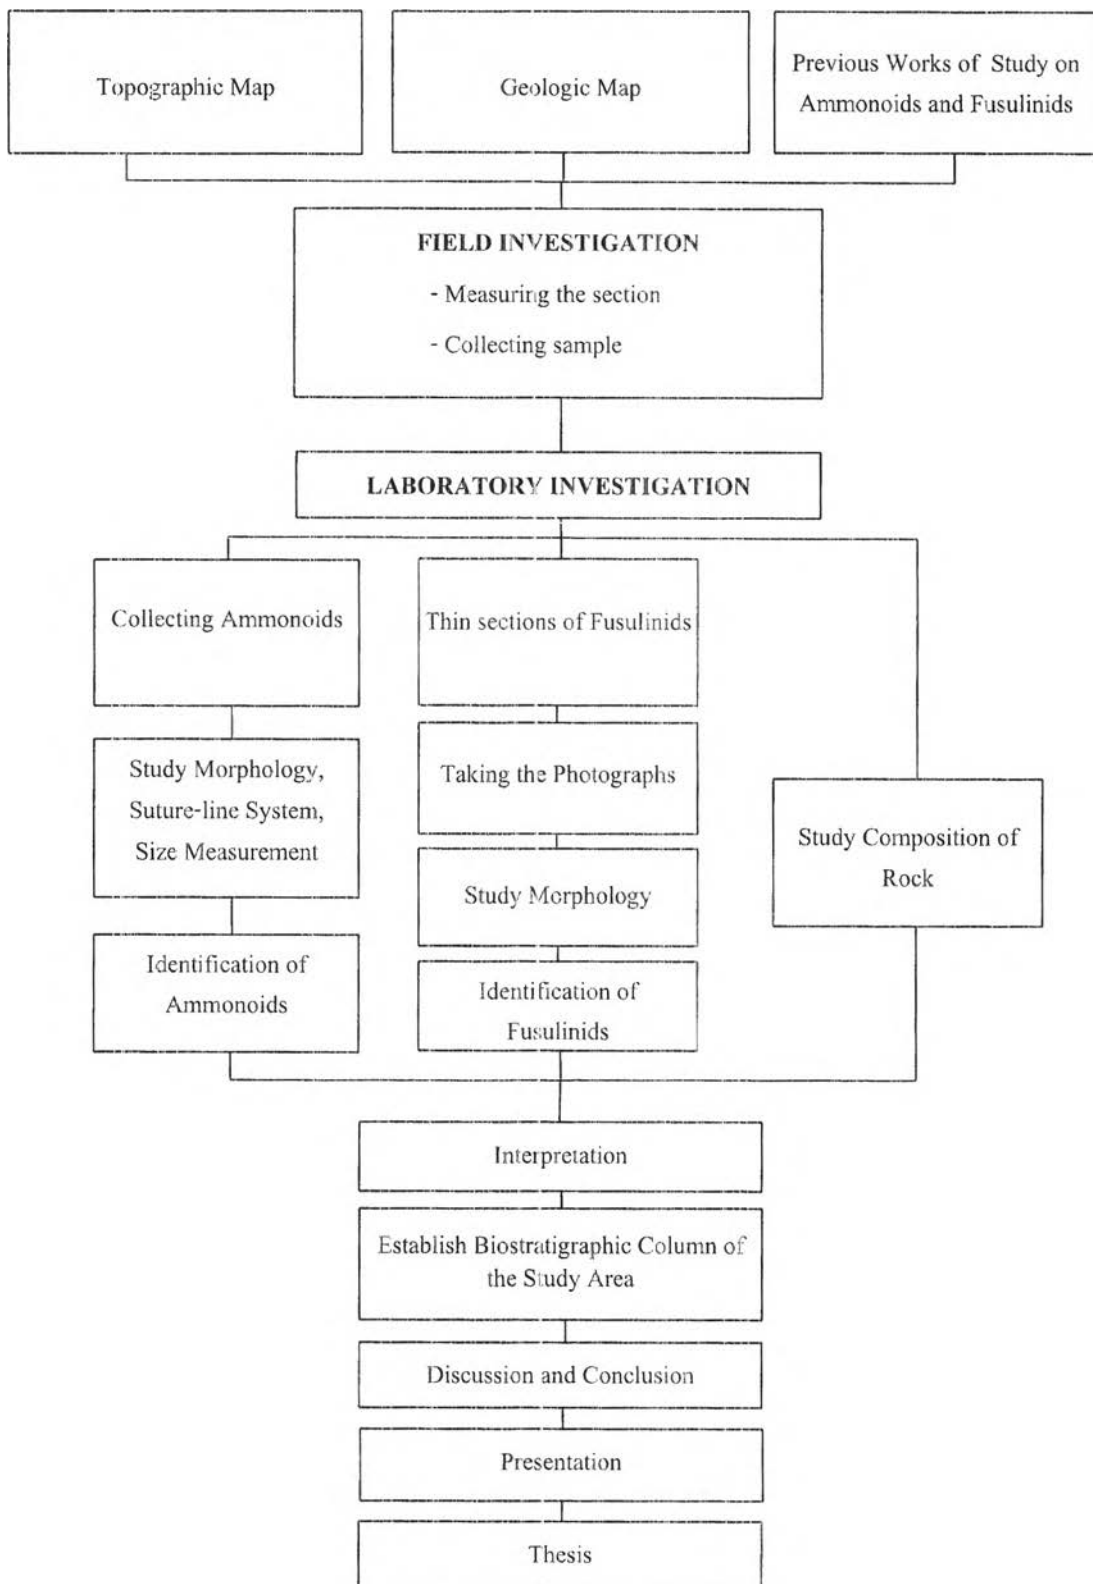 Topographic Map
Geologic Map
Previous Works of Study on
Ammonoids and Fusulinids
FIELD INVESTIGATION
- Measuring the section
- Collecting sample
LABORATORY INVESTIGATION
Collecting Ammonoids
Study Morphology,
Suture-line System,
Size Measurement
Identification of
Ammonoids
Thin sections of Fusulinids
Taking the Photographs
Study Morphology
Identification of
Fusulinids
Study Composition of
Rock
Interpretation
Establish Biostratigraphic Column of
the Study Area
Discussion and Conclusion
Presentation
Thesis